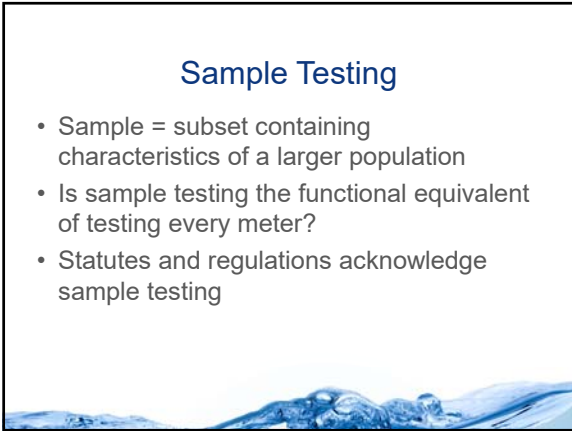 Sample Testing
• Sample = subset containing
characteristics of a larger population
• Is sample testing the functional equivalent
of testing every meter?
• Statutes and regulations acknowledge
sample testing